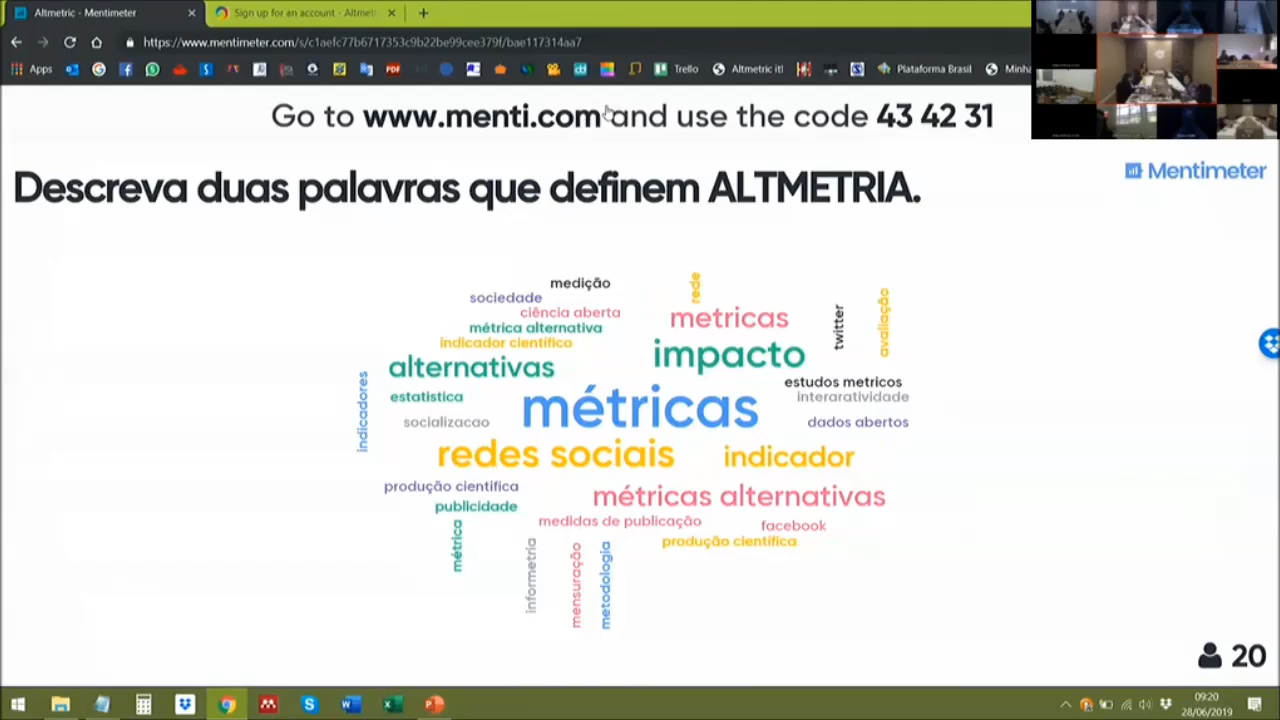 Altmetric - Mentimeter
Sign up for an account - Altmetr
https://www.mentimeter.com/s/c1aefc77b6717353c9b22be99cee379f/bae117314aa7
Apps
PDF
Trello
Altmetric it!
Plataforma Brasil
Minha
Go to www.menti.com and use the code 43 42 31
Mentimeter
Descreva duas palavras que definem ALTMETRIA.
medição
rede
sociedade
avaliação
ciência aberta
twitter
metricas
métrica alternativa
indicador científico
impacto
alternativas
indicadores
estudos metricos
estatistica
interaratividade
métricas
socializacao
dados abertos
redes sociais
indicador
produção cientifica
métricas alternativas
publicidade
medidas de publicação
facebook
métrica
produção científica
informetria
mensuração
metodologia
20
09:20
28/06/2019